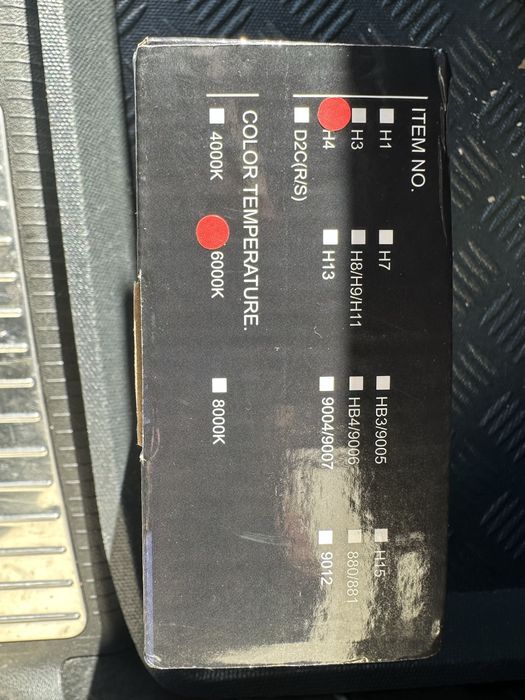 ITEM NO.
H1 H7 HB3/9005 H15
H3 H8/H9/H11 HB4/9006 880/881
H4 H13 9004/9007 9012
D2C(R/S)
COLOR TEMPERATURE.
4000K 6000K 8000K